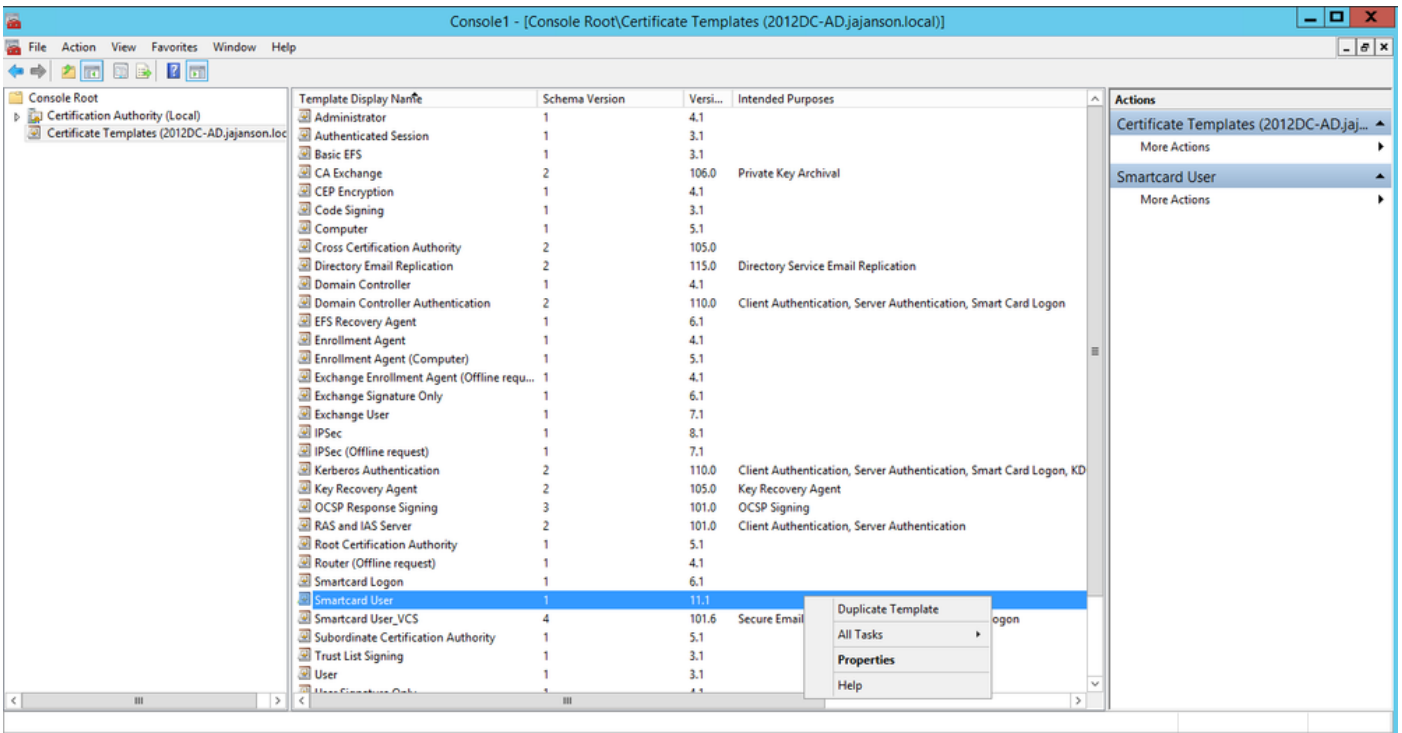 Console1 - [Console Root\Certificate Templates (2012DC-AD.jajanson.local)]
File Action View Favorites Window Help
Console Root
Certification Authority (Local)
Certificate Templates (2012DC-AD.jajanson.loc
Template Display Name Schema Version Versi... Intended Purposes
Administrator 1 4.1
Authenticated Session 1 3.1
Basic EFS 1 3.1
CA Exchange 2 106.0 Private Key Archival
CEP Encryption 1 4.1
Code Signing 1 3.1
Computer 1 5.1
Cross Certification Authority 2 105.0
Directory Email Replication 2 115.0 Directory Service Email Replication
Domain Controller 1 4.1
Domain Controller Authentication 2 110.0 Client Authentication, Server Authentication, Smart Card Logon
EFS Recovery Agent 1 6.1
Enrollment Agent 1 4.1
Enrollment Agent (Computer) 1 5.1
Exchange Enrollment Agent (Offline requ... 1 4.1
Exchange Signature Only 1 6.1
Exchange User 1 7.1
IPSec 1 8.1
IPSec (Offline request) 1 7.1
Kerberos Authentication 2 110.0 Client Authentication, Server Authentication, Smart Card Logon, KD
Key Recovery Agent 2 105.0 Key Recovery Agent
OCSP Response Signing 3 101.0 OCSP Signing
RAS and IAS Server 2 101.0 Client Authentication, Server Authentication
Root Certification Authority 1 5.1
Router (Offline request) 1 4.1
Smartcard Logon 1 6.1
Smartcard User 1 11.1
Smartcard User_VCS 4 101.6 Secure Email ogon
Subordinate Certification Authority 1 5.1
Trust List Signing 1 3.1
User 1 3.1
User Signature Only 1 4.1
Duplicate Template
All Tasks
Properties
Help
Actions
Certificate Templates (2012DC-AD.jaj...
More Actions
Smartcard User
More Actions